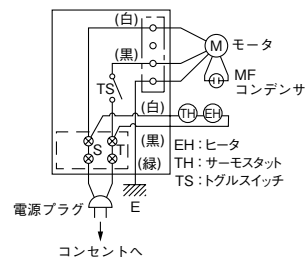 (白)
(黒)
M
モータ
MF
コンデンサ
TS
(白)
TH
EH
(黒)
S
T
(緑)
EH：ヒータ
TH：サーモスタット
TS：トグルスイッチ
電源プラグ
E
コンセントへ